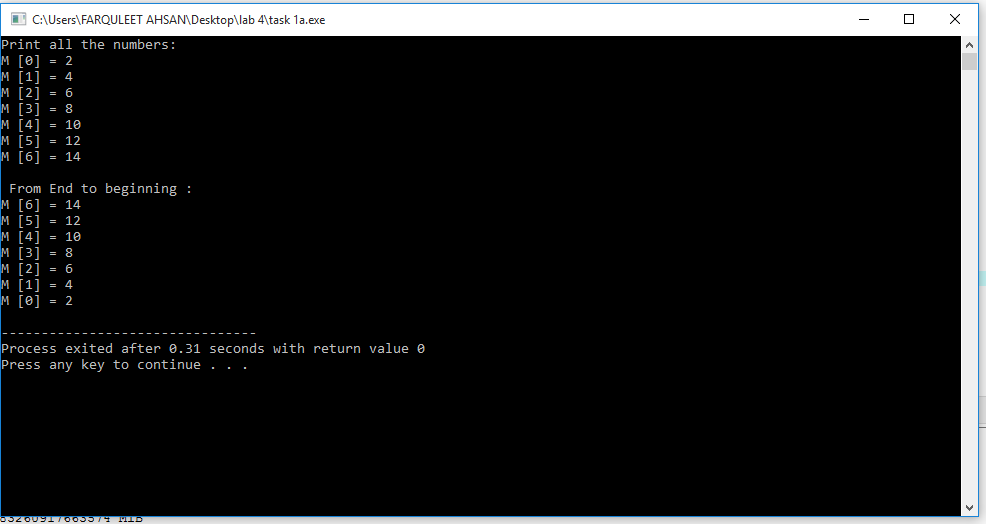 C:\Users\FARQULEET AHSAN\Desktop\lab 4\task 1a.exe
Print all the numbers:
M [0] = 2
M [1] = 4
M [2] = 6
M [3] = 8
M [4] = 10
M [5] = 12
M [6] = 14
From End to beginning :
M [6] = 14
M [5] = 12
M [4] = 10
M [3] = 8
M [2] = 6
M [1] = 4
M [0] = 2
--------------------------------
Process exited after 0.31 seconds with return value 0
Press any key to continue . . .
MiB